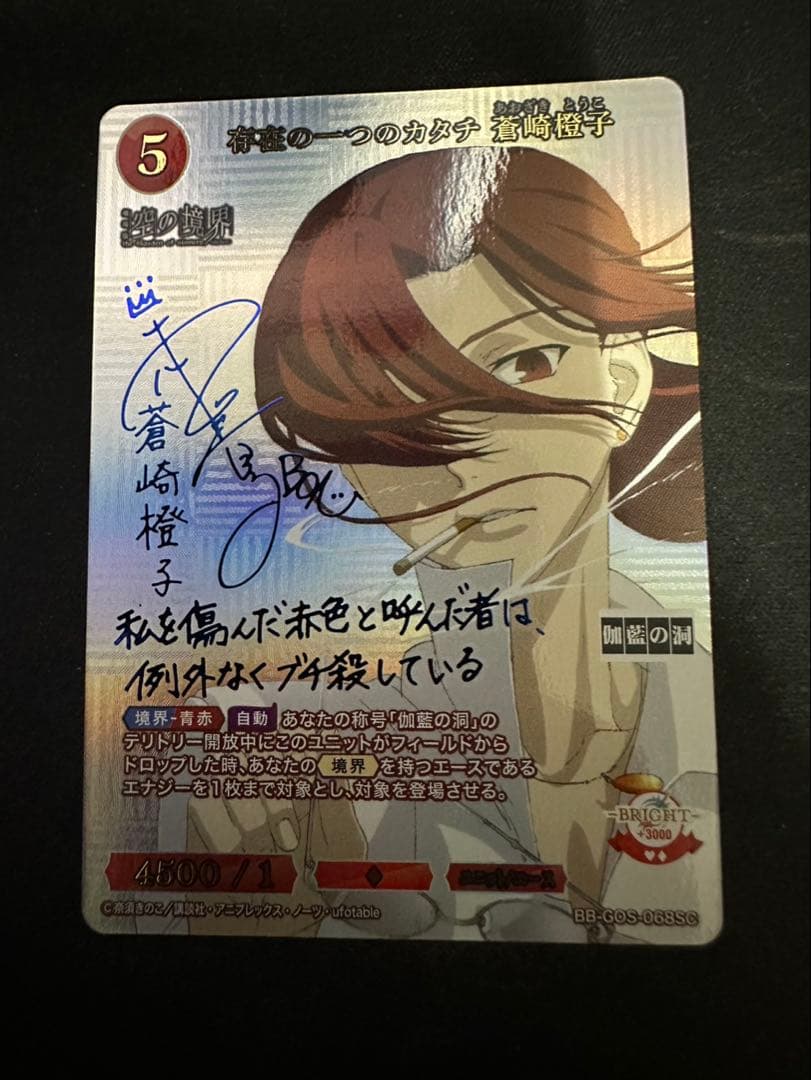 あおざき とうこ
5 存在の一つのカタチ 蒼崎橙子
空の境界
蒼崎橙子
私を傷んだ赤色と呼んだ者は、
例外なくブチ殺している
伽藍の洞
境界-青赤 自動 あなたの称号「伽藍の洞」の
テリトリー開放中にこのユニットがフィールドから
ドロップした時、あなたの 境界 を持つエースである
エナジーを1枚まで対象とし、対象を登場させる。
BRIGHT
+3000
4500 / 1
ユニット/エース
©奈須きのこ/講談社・アニプレックス・ノーツ・ufotable
BB-GOS-068SC